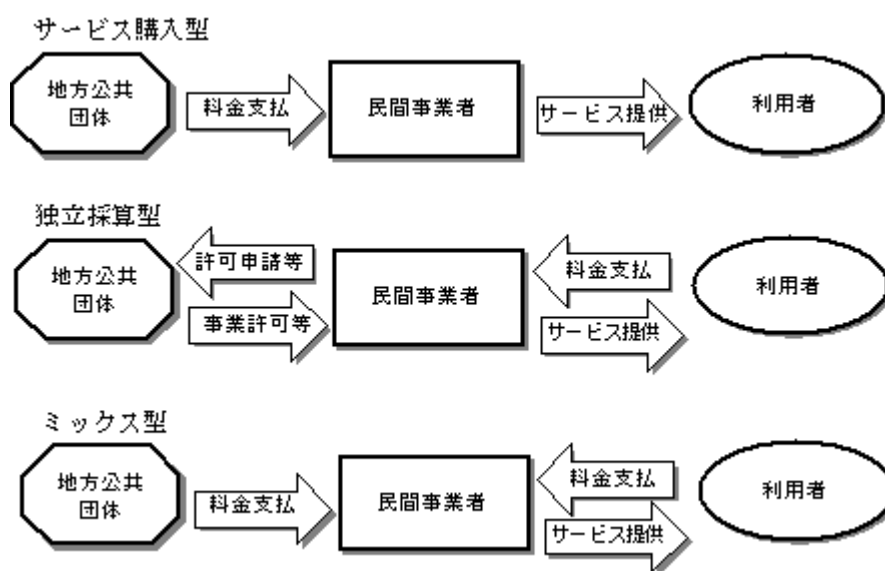 サービス購入型
地方公共
団体
料金支払
民間事業者
サービス提供
利用者
独立採算型
地方公共
団体
許可申請等
事業許可等
民間事業者
料金支払
サービス提供
利用者
ミックス型
地方公共
団体
料金支払
民間事業者
料金支払
サービス提供
利用者